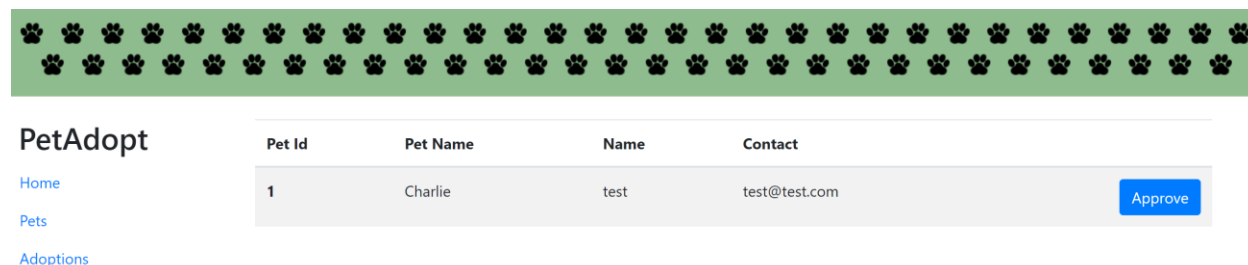 PetAdopt
Home
Pets
Adoptions
Pet Id Pet Name Name Contact
1 Charlie test test@test.com Approve